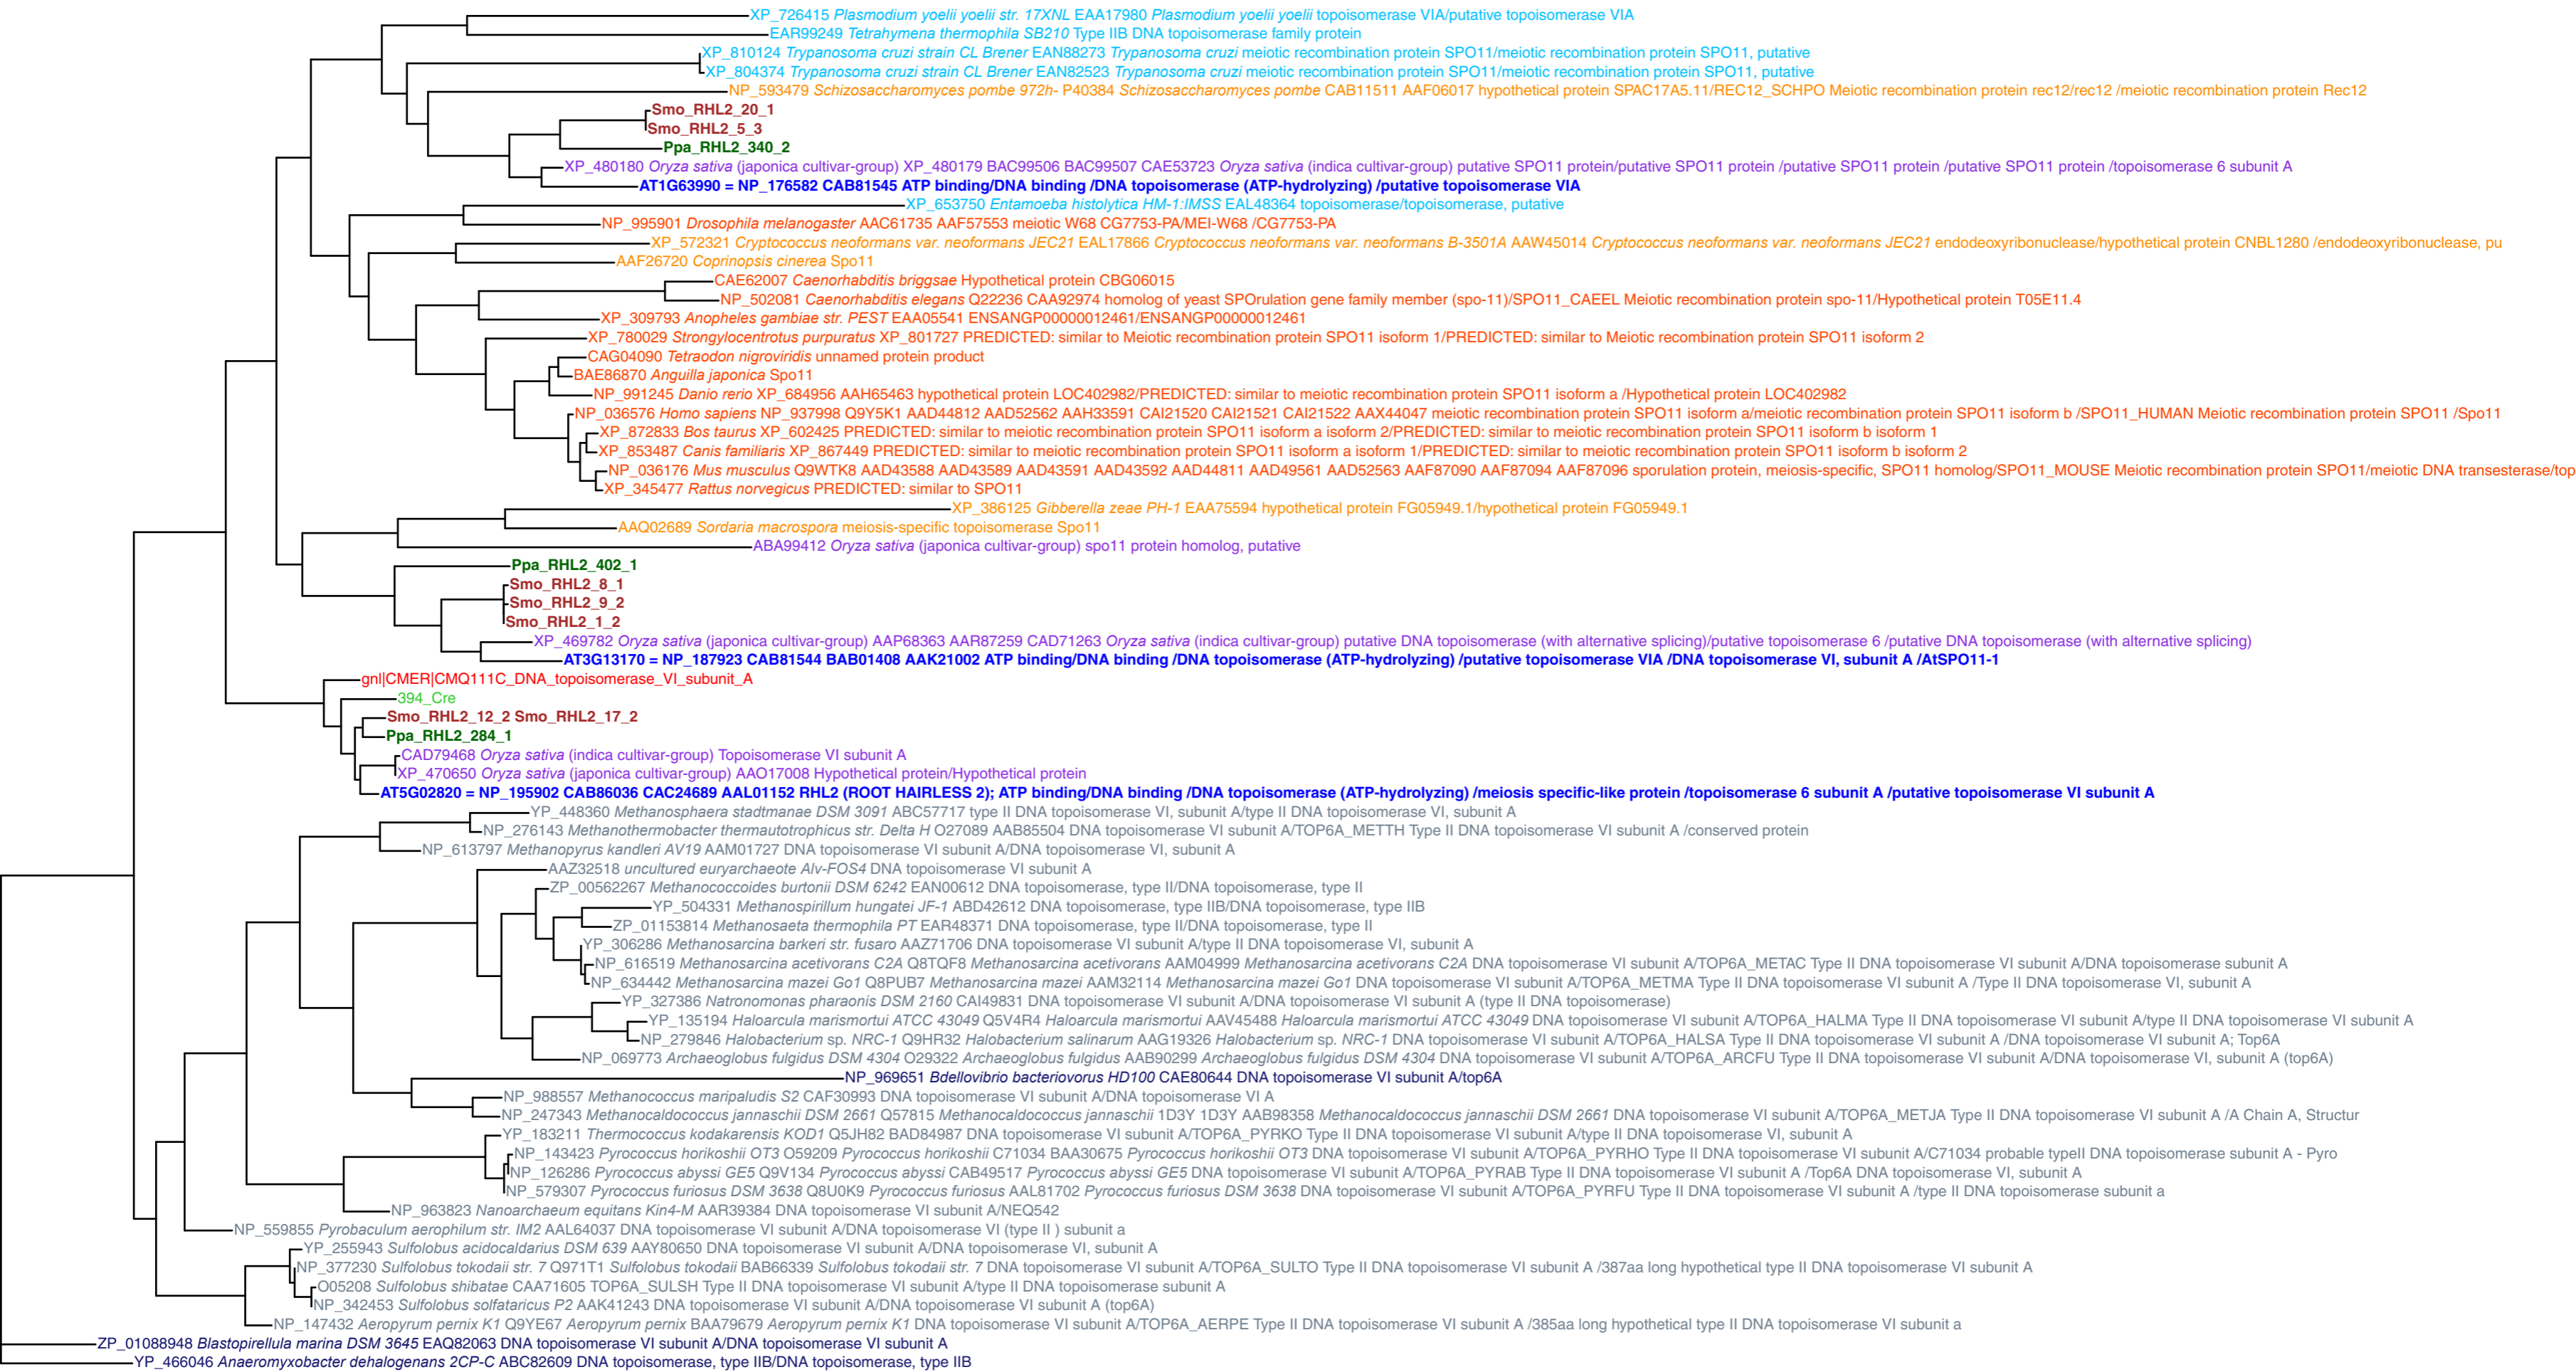 XP_726415 Plasmodium yoelii yoelii str. 17XNL EAA17980 Plasmodium yoelii yoelii topoisomerase VIA/putative topoisomerase VIA
EAR99249 Tetrahymena thermophila SB210 Type IIB DNA topoisomerase family protein
XP_810124 Trypanosoma cruzi strain CL Brener EAN88273 Trypanosoma cruzi meiotic recombination protein SPO11/meiotic recombination protein SPO11, putative
XP_804374 Trypanosoma cruzi strain CL Brener EAN82523 Trypanosoma cruzi meiotic recombination protein SPO11/meiotic recombination protein SPO11, putative
NP_593479 Schizosaccharomyces pombe 972h- P40384 Schizosaccharomyces pombe CAB11511 AAF06017 hypothetical protein SPAC17A5.11/REC12_SCHPO Meiotic recombination protein rec12/rec12 /meiotic recombination protein Rec12
Smo_RHL2_20_1
Smo_RHL2_5_3
Ppa_RHL2_340_2
XP_480180 Oryza sativa (japonica cultivar-group) XP_480179 BAC99506 BAC99507 CAE53723 Oryza sativa (indica cultivar-group) putative SPO11 protein/putative SPO11 protein /putative SPO11 protein /putative SPO11 protein /topoisomerase 6 subunit A
AT1G63990 = NP_176582 CAB81545 ATP binding/DNA binding /DNA topoisomerase (ATP-hydrolyzing) /putative topoisomerase VIA
XP_653750 Entamoeba histolytica HM-1:IMSS EAL48364 topoisomerase/topoisomerase, putative
NP_995901 Drosophila melanogaster AAC61735 AAF57553 meiotic W68 CG7753-PA/MEI-W68 /CG7753-PA
XP_572321 Cryptococcus neoformans var. neoformans JEC21 EAL17866 Cryptococcus neoformans var. neoformans B-3501A AAW45014 Cryptococcus neoformans var. neoformans JEC21 endodeoxyribonuclease/hypothetical protein CNBL1280 /endodeoxyribonuclease, pu
AAF26720 Coprinopsis cinerea Spo11
CAE62007 Caenorhabditis briggsae Hypothetical protein CBG06015
NP_502081 Caenorhabditis elegans Q22236 CAA92974 homolog of yeast SPOrulation gene family member (spo-11)/SPO11_CAEEL Meiotic recombination protein spo-11/Hypothetical protein T05E11.4
XP_309793 Anopheles gambiae str. PEST EAA05541 ENSANGP00000012461/ENSANGP00000012461
XP_780029 Strongylocentrotus purpuratus XP_801727 PREDICTED: similar to Meiotic recombination protein SPO11 isoform 1/PREDICTED: similar to Meiotic recombination protein SPO11 isoform 2
CAG04090 Tetraodon nigroviridis unnamed protein product
BAE86870 Anguilla japonica Spo11
NP_991245 Danio rerio XP_684956 AAH65463 hypothetical protein LOC402982/PREDICTED: similar to meiotic recombination protein SPO11 isoform a /Hypothetical protein LOC402982
NP_036576 Homo sapiens NP_937998 Q9Y5K1 AAD44812 AAD52562 AAH33591 CAI21520 CAI21521 CAI21522 AAX44047 meiotic recombination protein SPO11 isoform a/meiotic recombination protein SPO11 isoform b /SPO11_HUMAN Meiotic recombination protein SPO11 /Spo11
XP_872833 Bos taurus XP_602425 PREDICTED: similar to meiotic recombination protein SPO11 isoform a isoform 2/PREDICTED: similar to meiotic recombination protein SPO11 isoform b isoform 1
XP_853487 Canis familiaris XP_867449 PREDICTED: similar to meiotic recombination protein SPO11 isoform a isoform 1/PREDICTED: similar to meiotic recombination protein SPO11 isoform b isoform 2
NP_036176 Mus musculus Q9WTK8 AAD43588 AAD43589 AAD43591 AAD43592 AAD44811 AAD49561 AAD52563 AAF87090 AAF87094 AAF87096 sporulation protein, meiosis-specific, SPO11 homolog/SPO11_MOUSE Meiotic recombination protein SPO11/meiotic DNA transesterase/top
XP_345477 Rattus norvegicus PREDICTED: similar to SPO11
XP_386125 Gibberella zeae PH-1 EAA75594 hypothetical protein FG05949.1/hypothetical protein FG05949.1
AAQ02689 Sordaria macrospora meiosis-specific topoisomerase Spo11
ABA99412 Oryza sativa (japonica cultivar-group) spo11 protein homolog, putative
Ppa_RHL2_402_1
Smo_RHL2_8_1
Smo_RHL2_9_2
Smo_RHL2_1_2
XP_469782 Oryza sativa (japonica cultivar-group) AAP68363 AAR87259 CAD71263 Oryza sativa (indica cultivar-group) putative DNA topoisomerase (with alternative splicing)/putative topoisomerase 6 /putative DNA topoisomerase (with alternative splicing)
AT3G13170 = NP_187923 CAB81544 BAB01408 AAK21002 ATP binding/DNA binding /DNA topoisomerase (ATP-hydrolyzing) /putative topoisomerase VIA /DNA topoisomerase VI, subunit A /AtSPO11-1
gnl|CMER|CMQ111C_DNA_topoisomerase_VI_subunit_A
394_Cre
Smo_RHL2_12_2 Smo_RHL2_17_2
Ppa_RHL2_284_1
CAD79468 Oryza sativa (indica cultivar-group) Topoisomerase VI subunit A
XP_470650 Oryza sativa (japonica cultivar-group) AAO17008 Hypothetical protein/Hypothetical protein
AT5G02820 = NP_195902 CAB86036 CAC24689 AAL01152 RHL2 (ROOT HAIRLESS 2); ATP binding/DNA binding /DNA topoisomerase (ATP-hydrolyzing) /meiosis specific-like protein /topoisomerase 6 subunit A /putative topoisomerase VI subunit A
YP_448360 Methanosphaera stadtmanae DSM 3091 ABC57717 type II DNA topoisomerase VI, subunit A/type II DNA topoisomerase VI, subunit A
NP_276143 Methanothermobacter thermautotrophicus str. Delta H O27089 AAB85504 DNA topoisomerase VI subunit A/TOP6A_METTH Type II DNA topoisomerase VI subunit A /conserved protein
NP_613797 Methanopyrus kandleri AV19 AAM01727 DNA topoisomerase VI subunit A/DNA topoisomerase VI, subunit A
AAZ32518 uncultured euryarchaeote Alv-FOS4 DNA topoisomerase VI subunit A
ZP_00562267 Methanococcoides burtonii DSM 6242 EAN00612 DNA topoisomerase, type II/DNA topoisomerase, type II
YP_504331 Methanospirillum hungatei JF-1 ABD42612 DNA topoisomerase, type IIB/DNA topoisomerase, type IIB
ZP_01153814 Methanosaeta thermophila PT EAR48371 DNA topoisomerase, type II/DNA topoisomerase, type II
YP_306286 Methanosarcina barkeri str. fusaro AAZ71706 DNA topoisomerase VI subunit A/type II DNA topoisomerase VI, subunit A
NP_616519 Methanosarcina acetivorans C2A Q8TQF8 Methanosarcina acetivorans AAM04999 Methanosarcina acetivorans C2A DNA topoisomerase VI subunit A/TOP6A_METAC Type II DNA topoisomerase VI subunit A/DNA topoisomerase subunit A
NP_634442 Methanosarcina mazei Go1 Q8PUB7 Methanosarcina mazei AAM32114 Methanosarcina mazei Go1 DNA topoisomerase VI subunit A/TOP6A_METMA Type II DNA topoisomerase VI subunit A /Type II DNA topoisomerase VI, subunit A
YP_327386 Natronomonas pharaonis DSM 2160 CAI49831 DNA topoisomerase VI subunit A/DNA topoisomerase VI subunit A (type II DNA topoisomerase)
YP_135194 Haloarcula marismortui ATCC 43049 Q5V4R4 Haloarcula marismortui AAV45488 Haloarcula marismortui ATCC 43049 DNA topoisomerase VI subunit A/TOP6A_HALMA Type II DNA topoisomerase VI subunit A/type II DNA topoisomerase VI subunit A
NP_279846 Halobacterium sp. NRC-1 Q9HR32 Halobacterium salinarum AAG19326 Halobacterium sp. NRC-1 DNA topoisomerase VI subunit A/TOP6A_HALSA Type II DNA topoisomerase VI subunit A /DNA topoisomerase VI subunit A; Top6A
NP_069773 Archaeoglobus fulgidus DSM 4304 O29322 Archaeoglobus fulgidus AAB90299 Archaeoglobus fulgidus DSM 4304 DNA topoisomerase VI subunit A/TOP6A_ARCFU Type II DNA topoisomerase VI subunit A/DNA topoisomerase VI, subunit A (top6A)
NP_969651 Bdellovibrio bacteriovorus HD100 CAE80644 DNA topoisomerase VI subunit A/top6A
NP_988557 Methanococcus maripaludis S2 CAF30993 DNA topoisomerase VI subunit A/DNA topoisomerase VI A
NP_247343 Methanocaldococcus jannaschii DSM 2661 Q57815 Methanocaldococcus jannaschii 1D3Y 1D3Y AAB98358 Methanocaldococcus jannaschii DSM 2661 DNA topoisomerase VI subunit A/TOP6A_METJA Type II DNA topoisomerase VI subunit A /A Chain A, Structur
YP_183211 Thermococcus kodakarensis KOD1 Q5JH82 BAD84987 DNA topoisomerase VI subunit A/TOP6A_PYRKO Type II DNA topoisomerase VI subunit A/type II DNA topoisomerase VI, subunit A
NP_143423 Pyrococcus horikoshii OT3 O59209 Pyrococcus horikoshii C71034 BAA30675 Pyrococcus horikoshii OT3 DNA topoisomerase VI subunit A/TOP6A_PYRHO Type II DNA topoisomerase VI subunit A/C71034 probable typeII DNA topoisomerase subunit A - Pyro
NP_126286 Pyrococcus abyssi GE5 Q9V134 Pyrococcus abyssi CAB49517 Pyrococcus abyssi GE5 DNA topoisomerase VI subunit A/TOP6A_PYRAB Type II DNA topoisomerase VI subunit A /Top6A DNA topoisomerase VI, subunit A
NP_579307 Pyrococcus furiosus DSM 3638 Q8U0K9 Pyrococcus furiosus AAL81702 Pyrococcus furiosus DSM 3638 DNA topoisomerase VI subunit A/TOP6A_PYRFU Type II DNA topoisomerase VI subunit A /type II DNA topoisomerase subunit a
NP_963823 Nanoarchaeum equitans Kin4-M AAR39384 DNA topoisomerase VI subunit A/NEQ542
NP_559855 Pyrobaculum aerophilum str. IM2 AAL64037 DNA topoisomerase VI subunit A/DNA topoisomerase VI (type II ) subunit a
YP_255943 Sulfolobus acidocaldarius DSM 639 AAY80650 DNA topoisomerase VI subunit A/DNA topoisomerase VI, subunit A
NP_377230 Sulfolobus tokodaii str. 7 Q971T1 Sulfolobus tokodaii BAB66339 Sulfolobus tokodaii str. 7 DNA topoisomerase VI subunit A/TOP6A_SULTO Type II DNA topoisomerase VI subunit A /387aa long hypothetical type II DNA topoisomerase VI subunit A
O05208 Sulfolobus shibatae CAA71605 TOP6A_SULSH Type II DNA topoisomerase VI subunit A/type II DNA topoisomerase subunit A
NP_342453 Sulfolobus solfataricus P2 AAK41243 DNA topoisomerase VI subunit A/DNA topoisomerase VI subunit A (top6A)
NP_147432 Aeropyrum pernix K1 Q9YE67 Aeropyrum pernix BAA79679 Aeropyrum pernix K1 DNA topoisomerase VI subunit A/TOP6A_AERPE Type II DNA topoisomerase VI subunit A /385aa long hypothetical type II DNA topoisomerase VI subunit a
ZP_01088948 Blastopirellula marina DSM 3645 EAQ82063 DNA topoisomerase VI subunit A/DNA topoisomerase VI subunit A
YP_466046 Anaeromyxobacter dehalogenans 2CP-C ABC82609 DNA topoisomerase, type IIB/DNA topoisomerase, type IIB